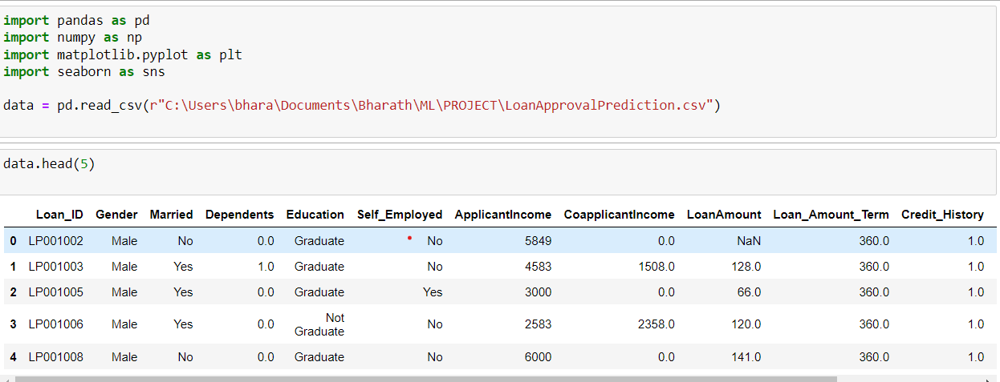 import pandas as pd
import numpy as np
import matplotlib.pyplot as plt
import seaborn as sns
data = pd.read_csv(r"C:\Users\bhara\Documents\Bharath\ML\PROJECT\LoanApprovalPrediction.csv")
data.head(5)
Loan_ID Gender Married Dependents Education Self_Employed ApplicantIncome CoapplicantIncome LoanAmount Loan_Amount_Term Credit_History
0 LP001002 Male No 0.0 Graduate No 5849 0.0 NaN 360.0 1.0
1 LP001003 Male Yes 1.0 Graduate No 4583 1508.0 128.0 360.0 1.0
2 LP001005 Male Yes 0.0 Graduate Yes 3000 0.0 66.0 360.0 1.0
3 LP001006 Male Yes 0.0 Not Graduate No 2583 2358.0 120.0 360.0 1.0
4 LP001008 Male No 0.0 Graduate No 6000 0.0 141.0 360.0 1.0